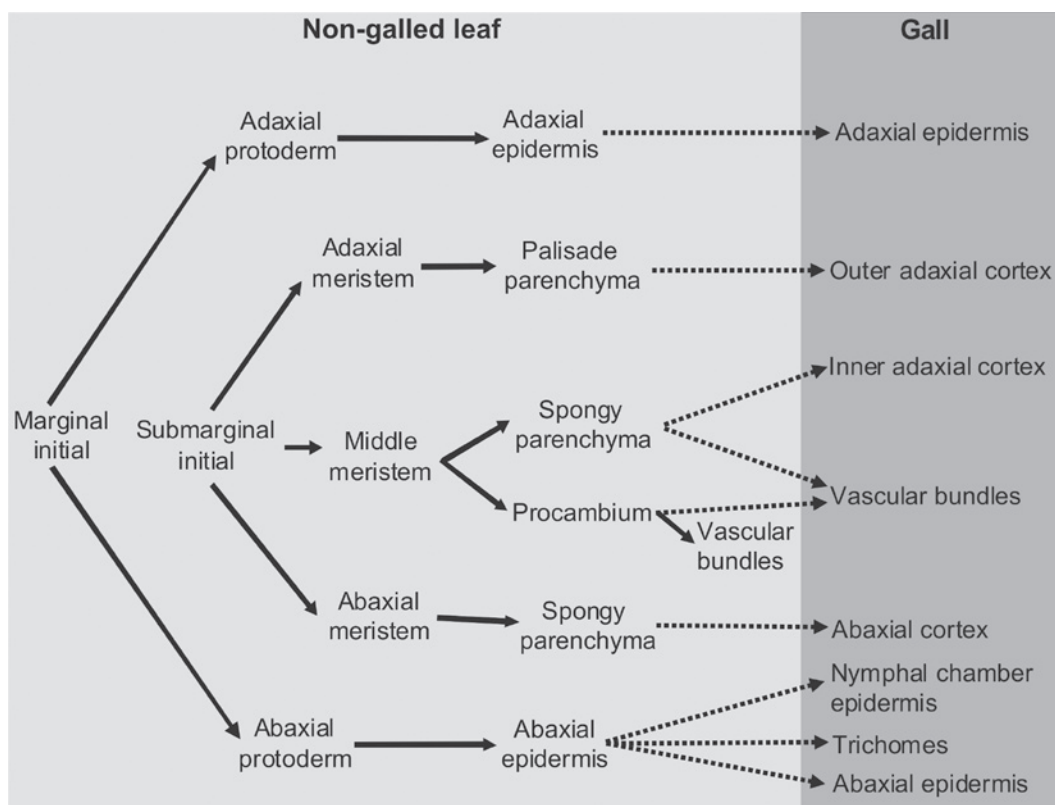 Non-galled leaf
Gall
Adaxial
protoderm
Adaxial
epidermis
Adaxial epidermis
Adaxial
meristem
Palisade
parenchyma
Outer adaxial cortex
Inner adaxial cortex
Marginal
initial
Submarginal
initial
Middle
meristem
Spongy
parenchyma
Procambium
Vascular
bundles
Vascular bundles
Abaxial
meristem
Spongy
parenchyma
Abaxial cortex
Nymphal chamber
epidermis
Abaxial
protoderm
Abaxial
epidermis
Trichomes
Abaxial epidermis